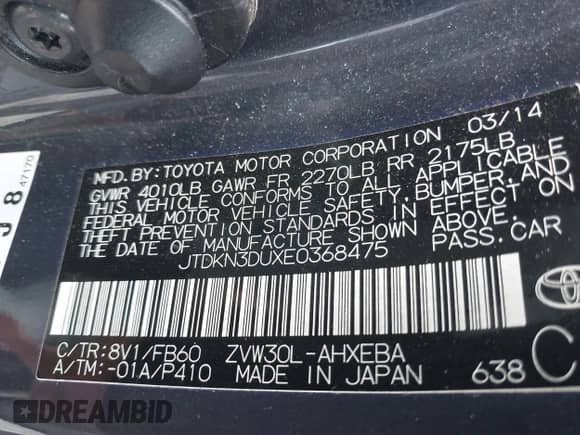 J 8
47170
MFD. BY: TOYOTA MOTOR CORPORATION 03/14
GVWR 4010LB GAWR FR 2270LB RR 2175LB
THIS VEHICLE CONFORMS TO ALL APPLICABLE
FEDERAL MOTOR VEHICLE SAFETY, BUMPER, AND
THEFT PREVENTION STANDARDS IN EFFECT ON
THE DATE OF MANUFACTURE SHOWN ABOVE.
JTDKN3DUXE0368475 PASS. CAR
C/TR: 8V1/FB60 ZVW30L-AHXEBA
A/TM: -01A/P410 MADE IN JAPAN 638 C
DREAMBID